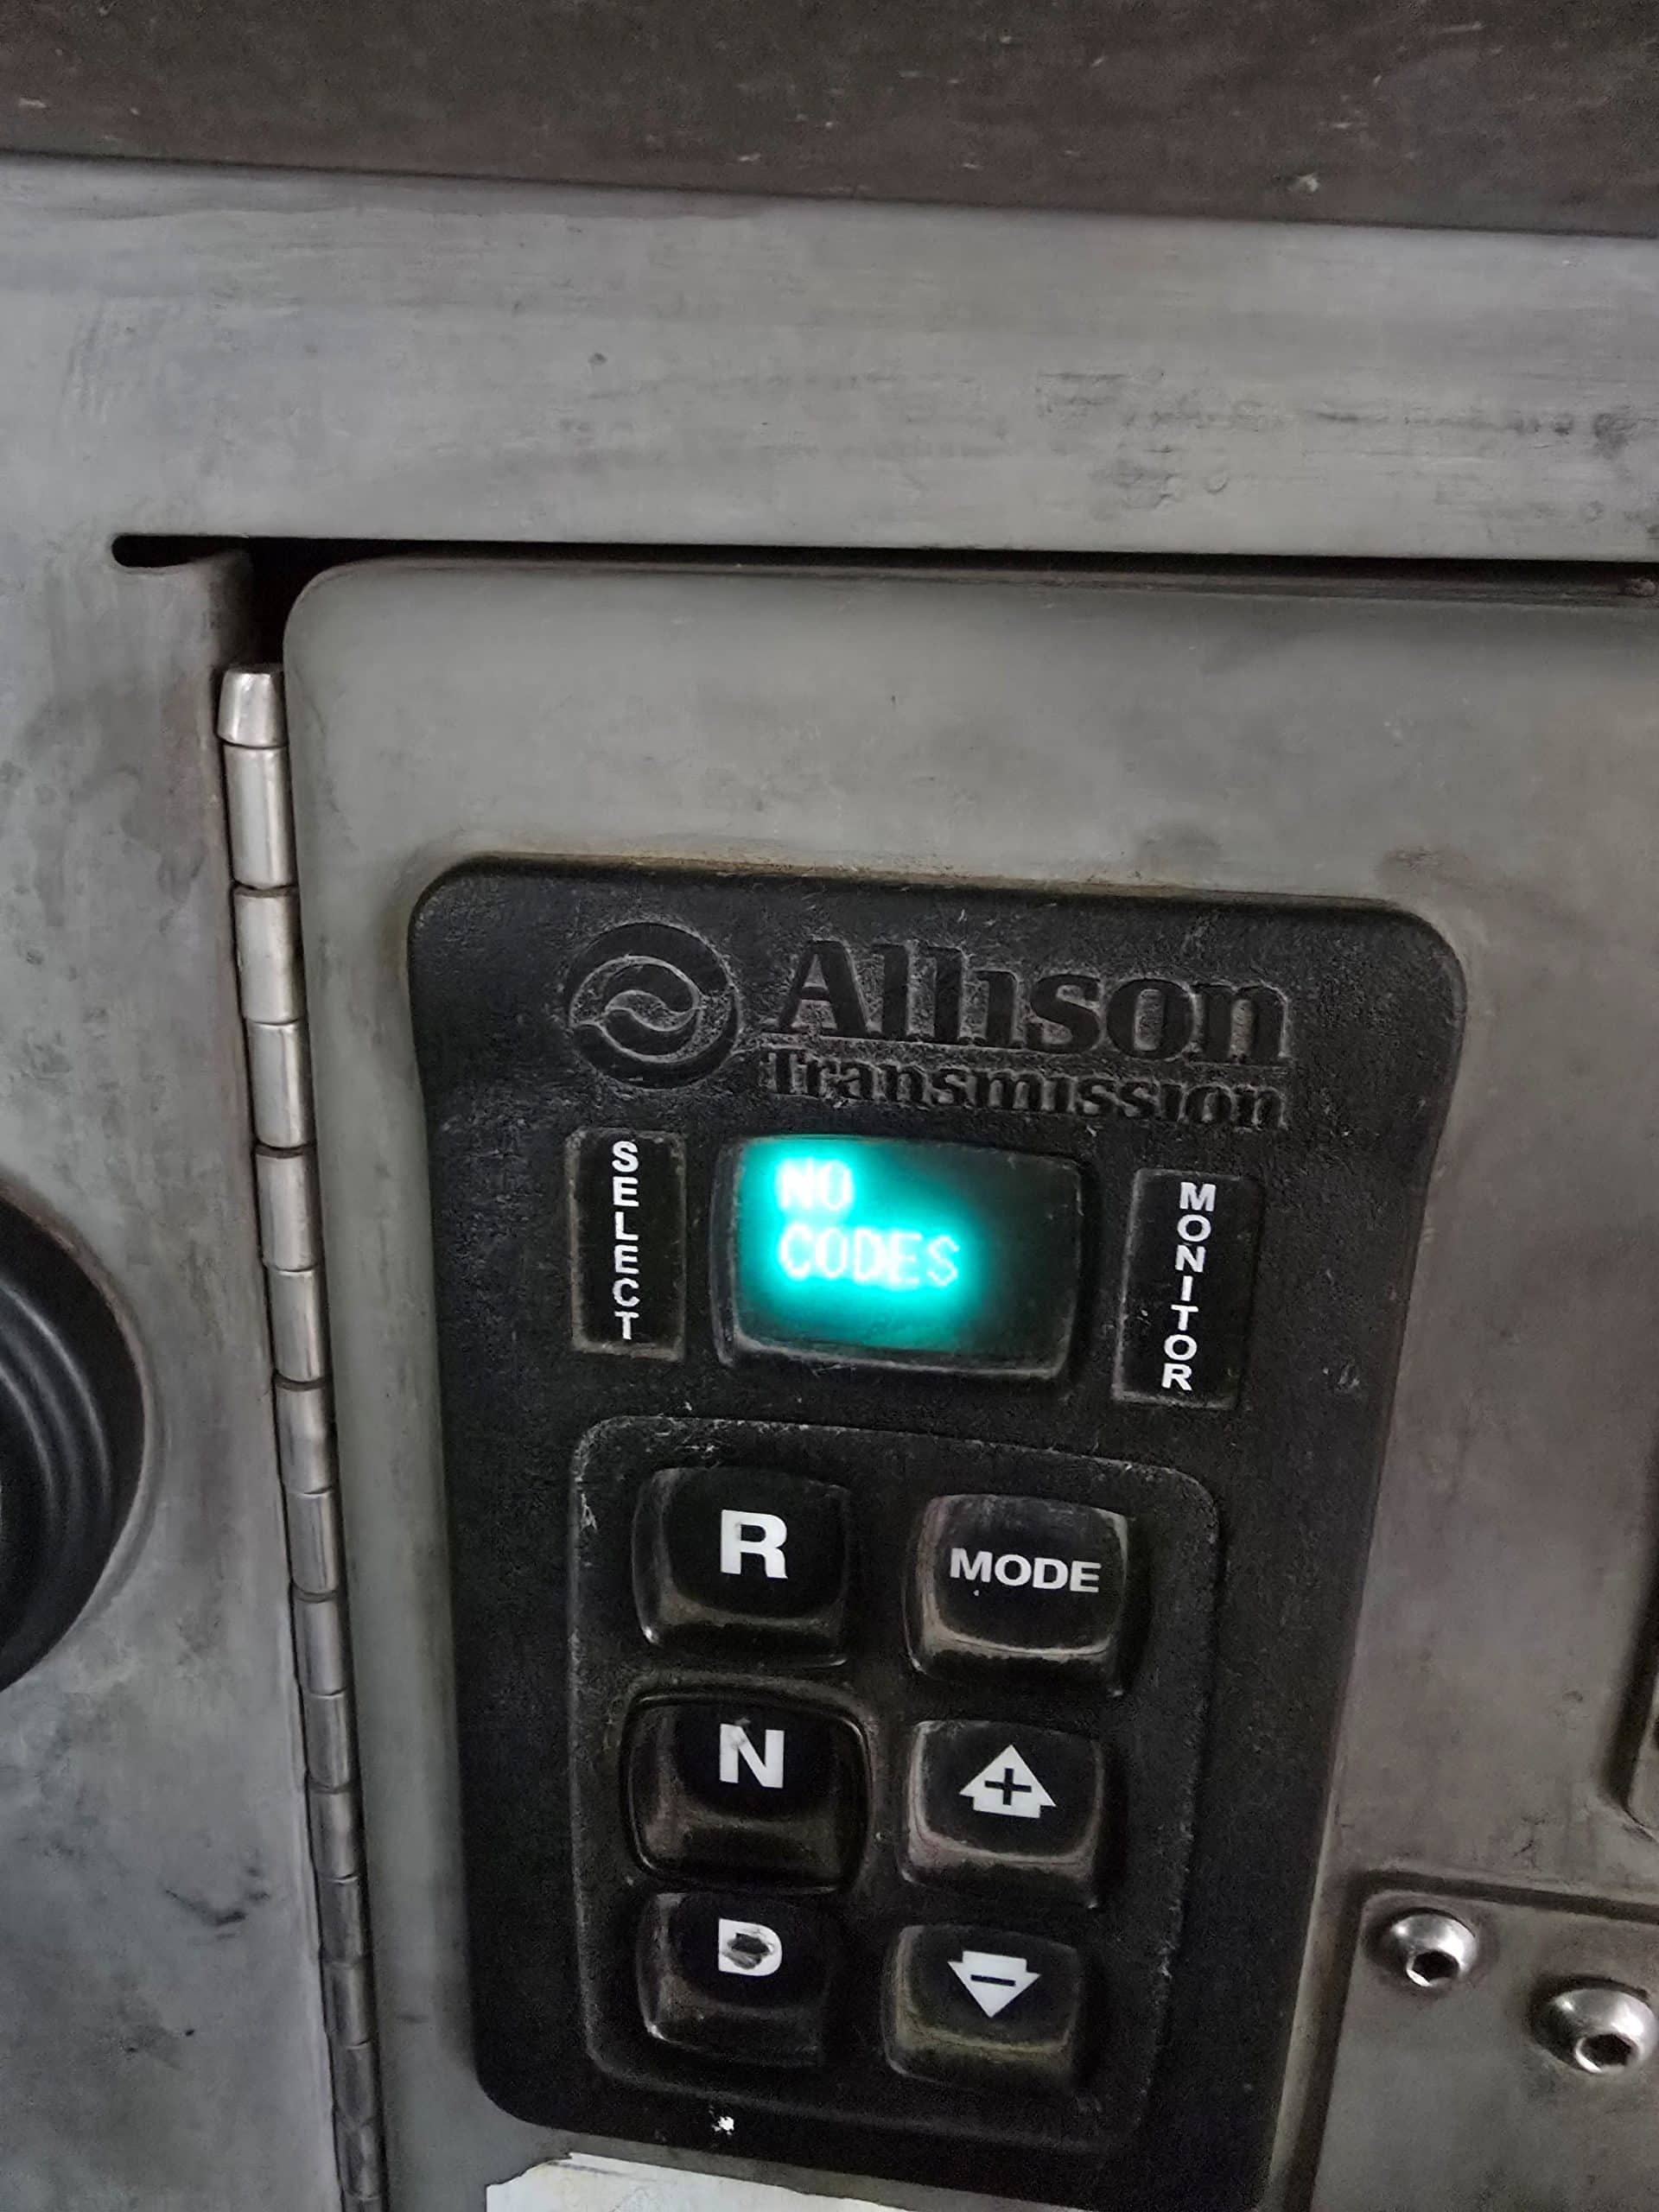 Allison
Transmission
SELECT
NO
CODES
MONITOR
R
MODE
N
+
D
-